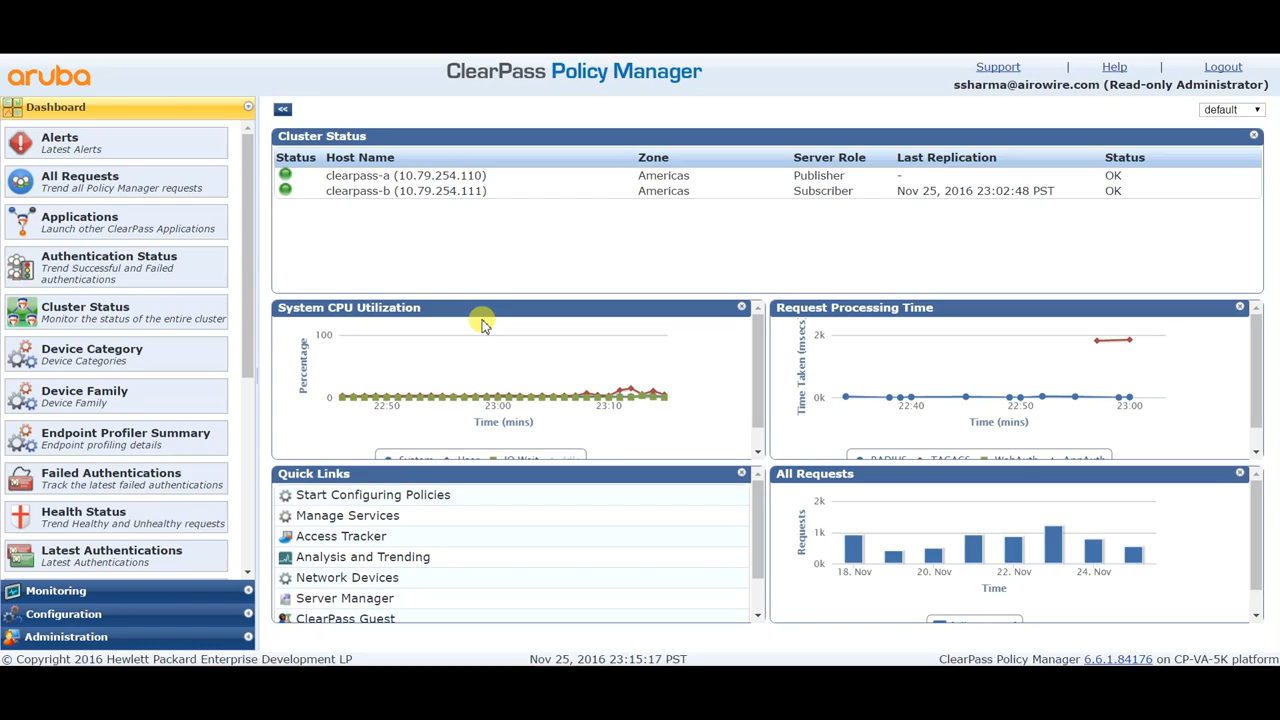 aruba
ClearPass Policy Manager
Support | Help | Logout
ssharma@airowire.com (Read-only Administrator)
Dashboard
<<
default
Alerts
Latest Alerts
All Requests
Trend all Policy Manager requests
Applications
Launch other ClearPass Applications
Authentication Status
Trend Successful and Failed
authentications
Cluster Status
Monitor the status of the entire cluster
Device Category
Device Categories
Device Family
Device Family
Endpoint Profiler Summary
Endpoint profiling details
Failed Authentications
Track the latest failed authentications
Health Status
Trend Healthy and Unhealthy requests
Latest Authentications
Latest Authentications
Monitoring
Configuration
Administration
Cluster Status
Status Host Name Zone Server Role Last Replication Status
clearpass-a (10.79.254.110) Americas Publisher - OK
clearpass-b (10.79.254.111) Americas Subscriber Nov 25, 2016 23:02:48 PST OK
System CPU Utilization
Percentage
100
0
22:50 23:00 23:10
Time (mins)
Request Processing Time
Time Taken (msecs
2k
0k
22:40 22:50 23:00
Time (mins)
Quick Links
Start Configuring Policies
Manage Services
Access Tracker
Analysis and Trending
Network Devices
Server Manager
ClearPass Guest
All Requests
Requests
2k
1k
0k
18. Nov 20. Nov 22. Nov 24. Nov
Time
© Copyright 2016 Hewlett Packard Enterprise Development LP
Nov 25, 2016 23:15:17 PST
ClearPass Policy Manager 6.6.1.84176 on CP-VA-5K platform